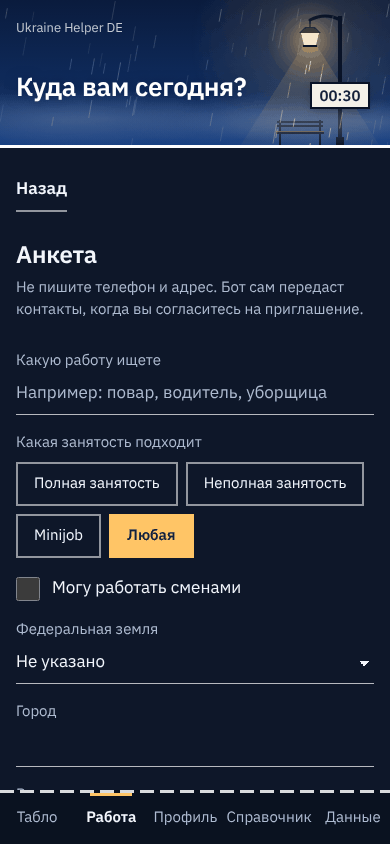 Ukraine Helper DE
Куда вам сегодня?
00:30
Назад
Анкета
Не пишите телефон и адрес. Бот сам передаст
контакты, когда вы согласитесь на приглашение.
Какую работу ищете
Например: повар, водитель, уборщица
Какая занятость подходит
Полная занятость
Неполная занятость
Minijob
Любая
Могу работать сменами
Федеральная земля
Не указано
Город
Табло
Работа
Профиль
Справочник
Данные